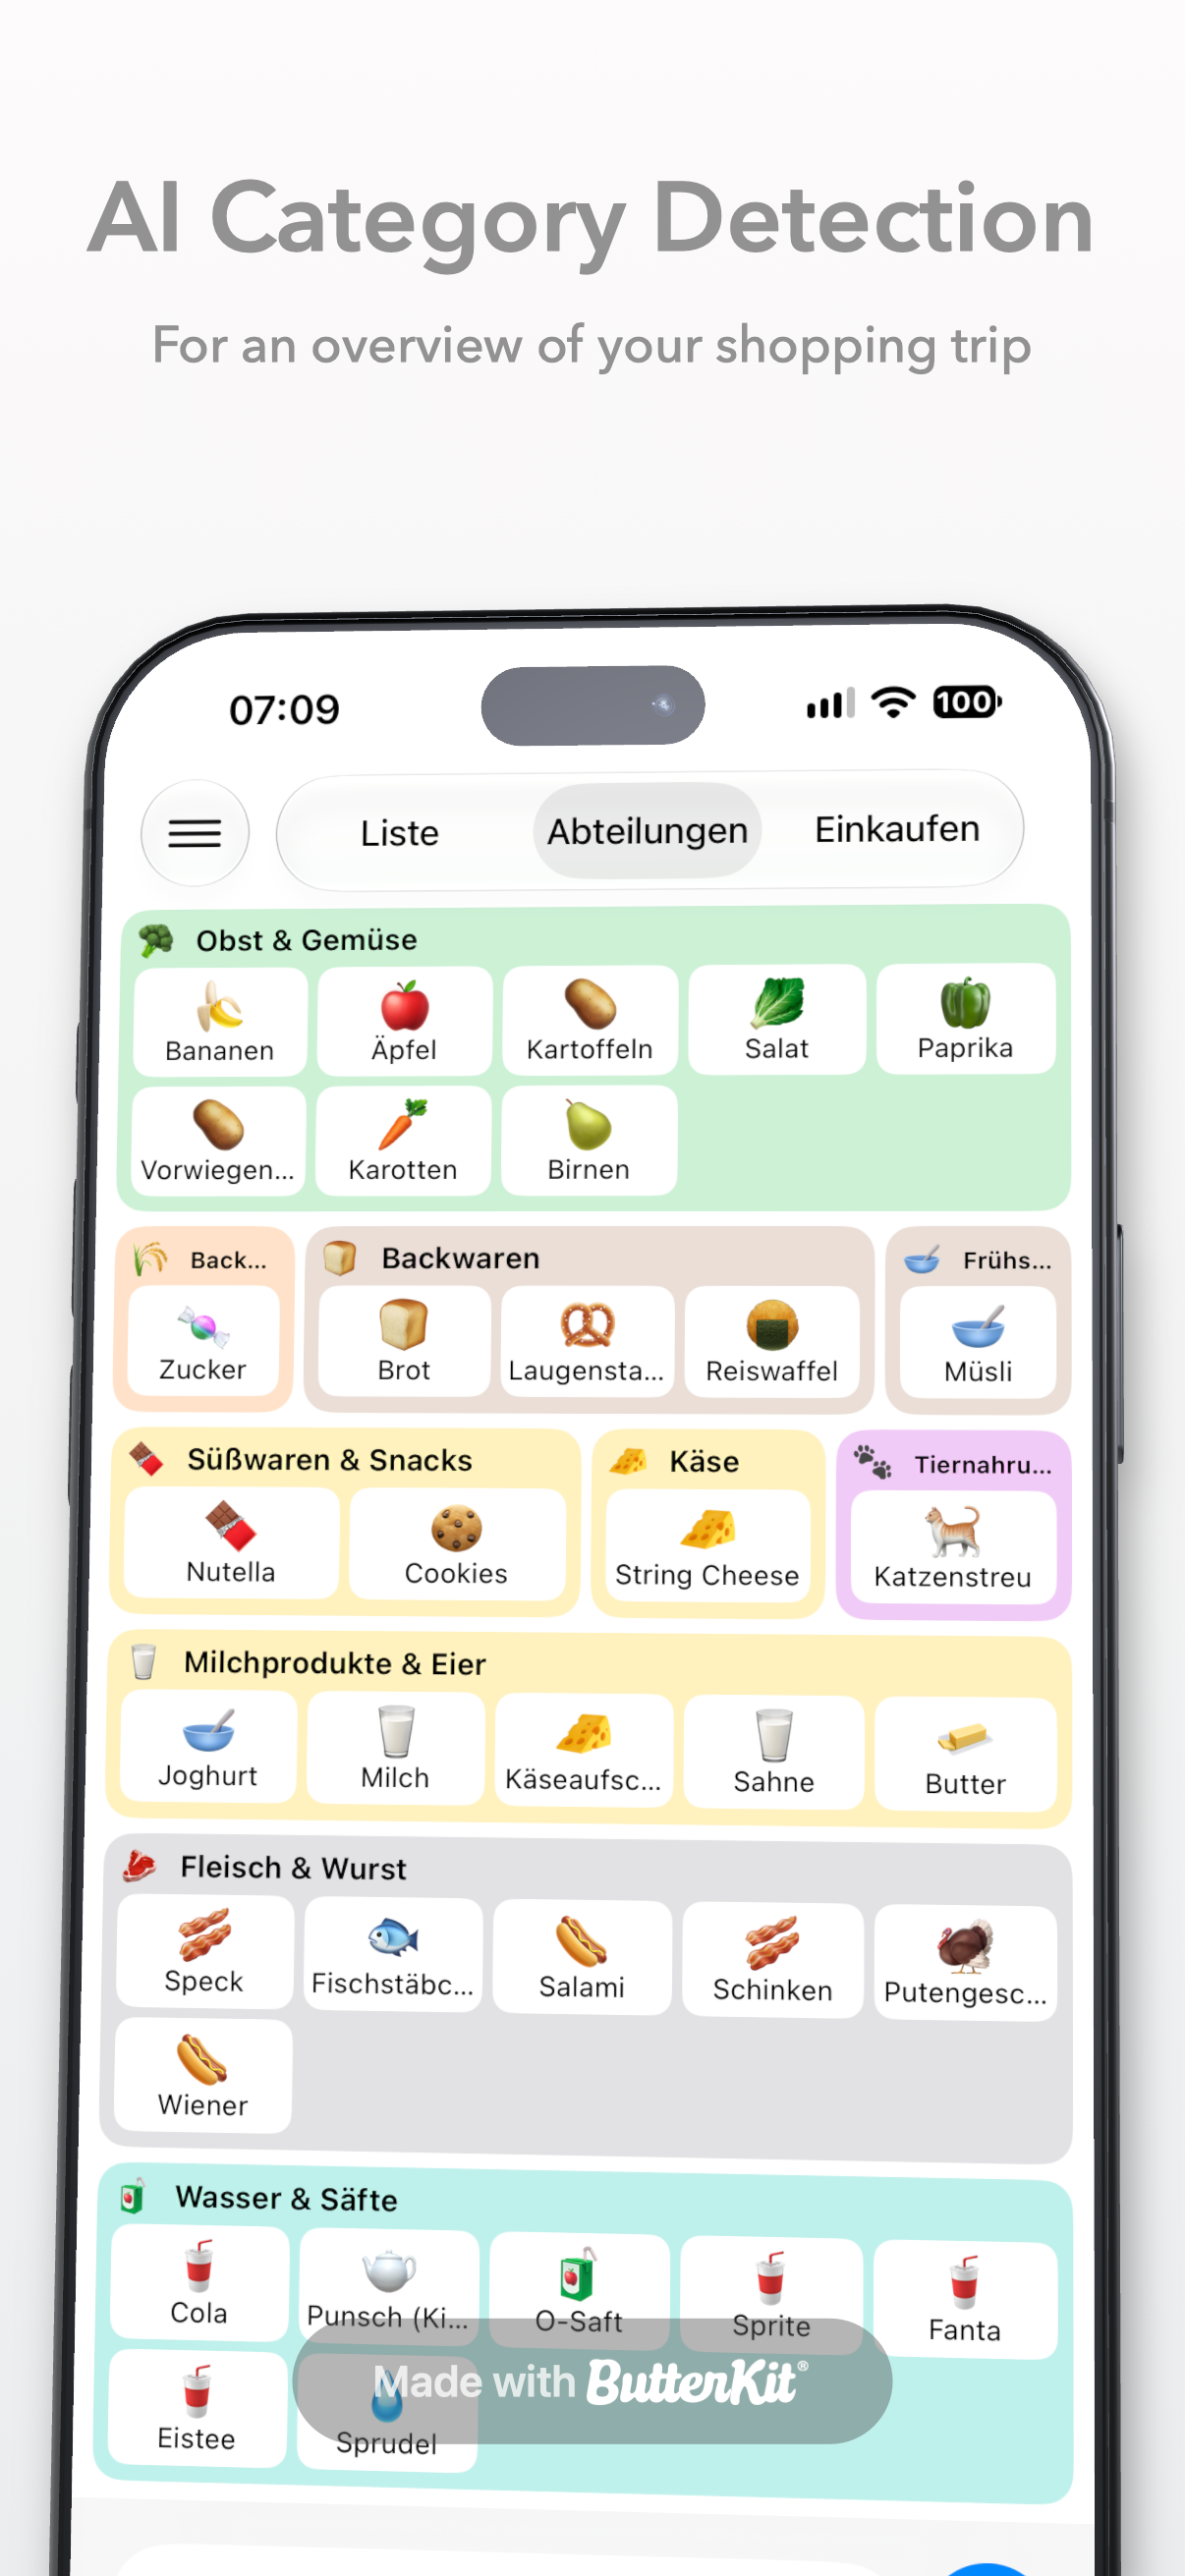 AI Category Detection
For an overview of your shopping trip
07:09
100
Liste
Abteilungen
Einkaufen
Obst & Gemüse
Bananen
Äpfel
Kartoffeln
Salat
Paprika
Vorwiegen...
Karotten
Birnen
Back...
Zucker
Backwaren
Brot
Laugensta...
Reiswaffel
Frühs...
Müsli
Süßwaren & Snacks
Nutella
Cookies
Käse
String Cheese
Tiernahru...
Katzenstreu
Milchprodukte & Eier
Joghurt
Milch
Käseaufsc...
Sahne
Butter
Fleisch & Wurst
Speck
Fischstäbc...
Salami
Schinken
Putengesc...
Wiener
Wasser & Säfte
Cola
Punsch (Ki...
O-Saft
Sprite
Fanta
Eistee
Sprudel
Made with ButterKit®